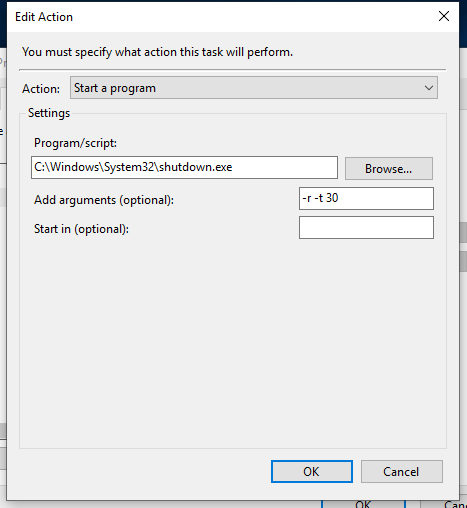 Edit Action
You must specify what action this task will perform.
Action: Start a program
Settings
Program/script:
C:\Windows\System32\shutdown.exe Browse...
Add arguments (optional): -r -t 30
Start in (optional):
OK Cancel
OK